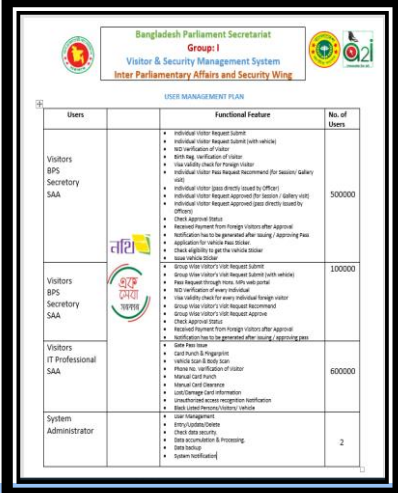 Bangladesh Parliament Secretariat
Group: I
Visitor & Security Management System
Inter Parliamentary Affairs and Security Wing
a2i
USER MANAGEMENT PLAN
Users
Functional Feature
No. of
Users
Visitors
BPS
Secretory
SAA
নথি
Individual Visitor Request Submit
Individual Visitor Request Submit (with vehicle)
NID Verification of Visitor
Birth Reg. Verification of Visitor
Visa Validity check for Foreign Visitor
Individual Visitor Pass Request Recommend (for Session/ Gallery
visit)
Individual Visitor (pass directly issued by Officer)
Individual Visitor Request Approved (for Session / Gallery visit)
Individual Visitor Request Approved (pass directly issued by
Officers)
Check Approval Status
Received Payment from Foreign Visitors after Approval
Notification has to be generated after issuing / Approving Pass
Application for Vehicle Pass Sticker.
Check eligibility to get the Vehicle Sticker
Issue Vehicle Sticker
500000
Visitors
BPS
Secretory
SAA
একসেবা
Group Wise Visitor's Visit Request Submit
Group Wise Visitor's Visit Request Submit (with vehicle)
Pass Request through Hono. MPs web portal
NID Verification of every individual
Visa Validity check for every individual foreign visitor
Group Wise Visitor's Visit Request Recommend
Group Wise Visitor's Visit Request Approve
Check Approval Status
Received Payment from Foreign Visitors after Approval
Notification has to be generated after issuing / approving pass
100000
Visitors
IT Professional
SAA
Gate Pass Issue
Card Punch & Fingerprint
Vehicle Scan & Body Scan
Phone No. Verification of Visitor
Manual Card Punch
Manual Card Clearance
Lost/Damage Card Information
Unauthorized access recognition Notification
Black Listed Persons/Visitors/ Vehicle
600000
System
Administrator
User Management
Entry/Update/Delete
Check data security.
Data accumulation & Processing.
Data backup
System Notification
2